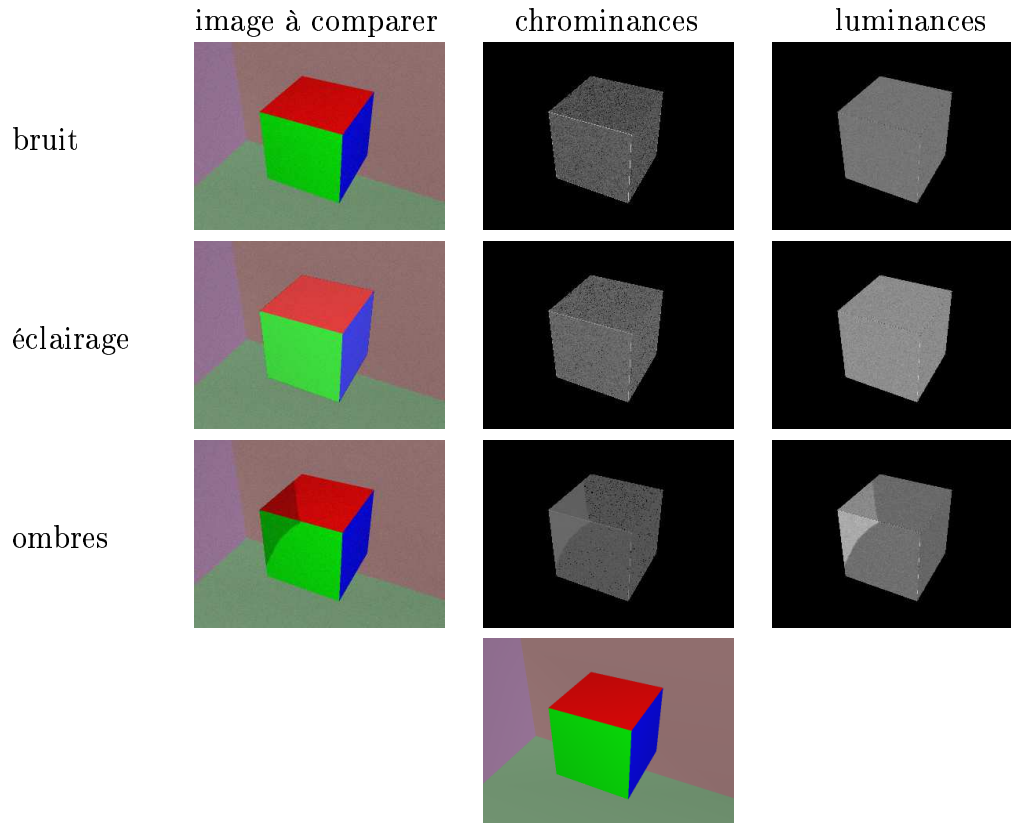 image à comparer chrominances luminances
bruit
éclairage
ombres